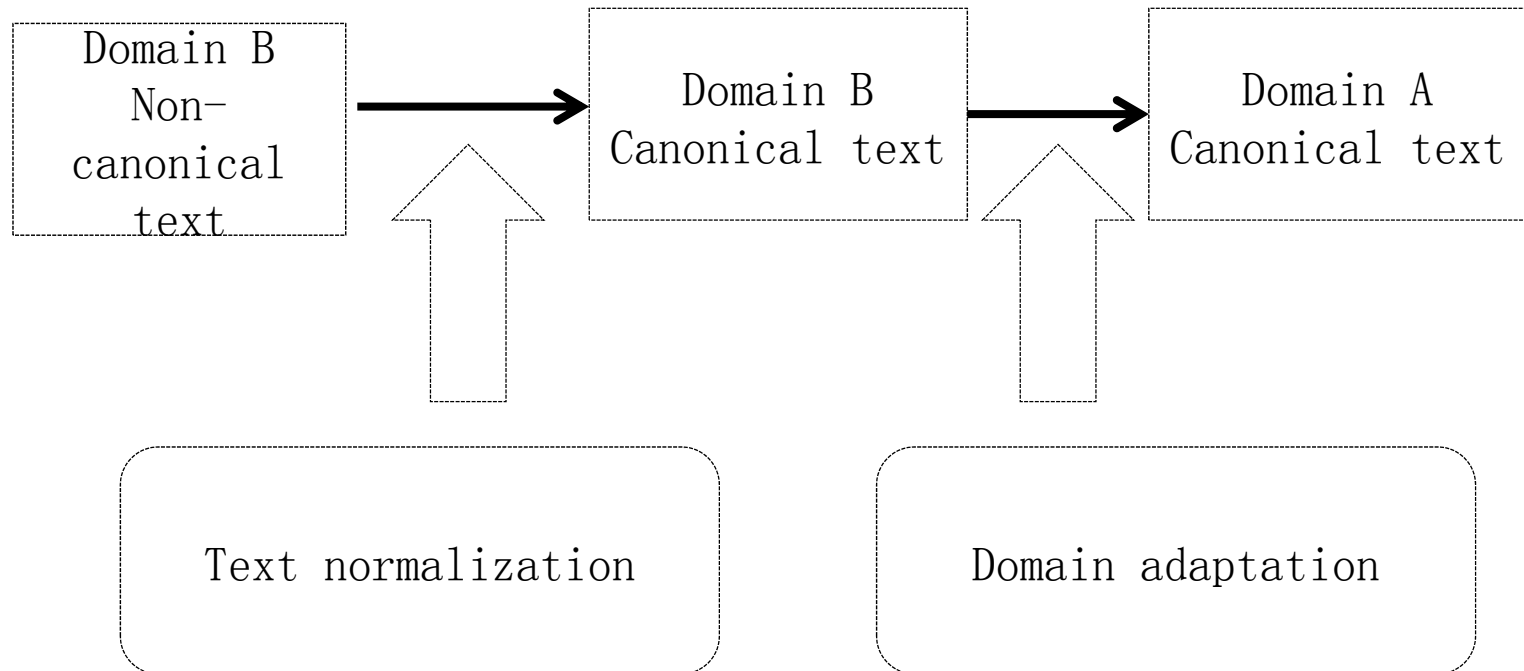 Domain B
Non-
canonical
text
Domain B
Canonical text
Domain A
Canonical text
Text normalization
Domain adaptation